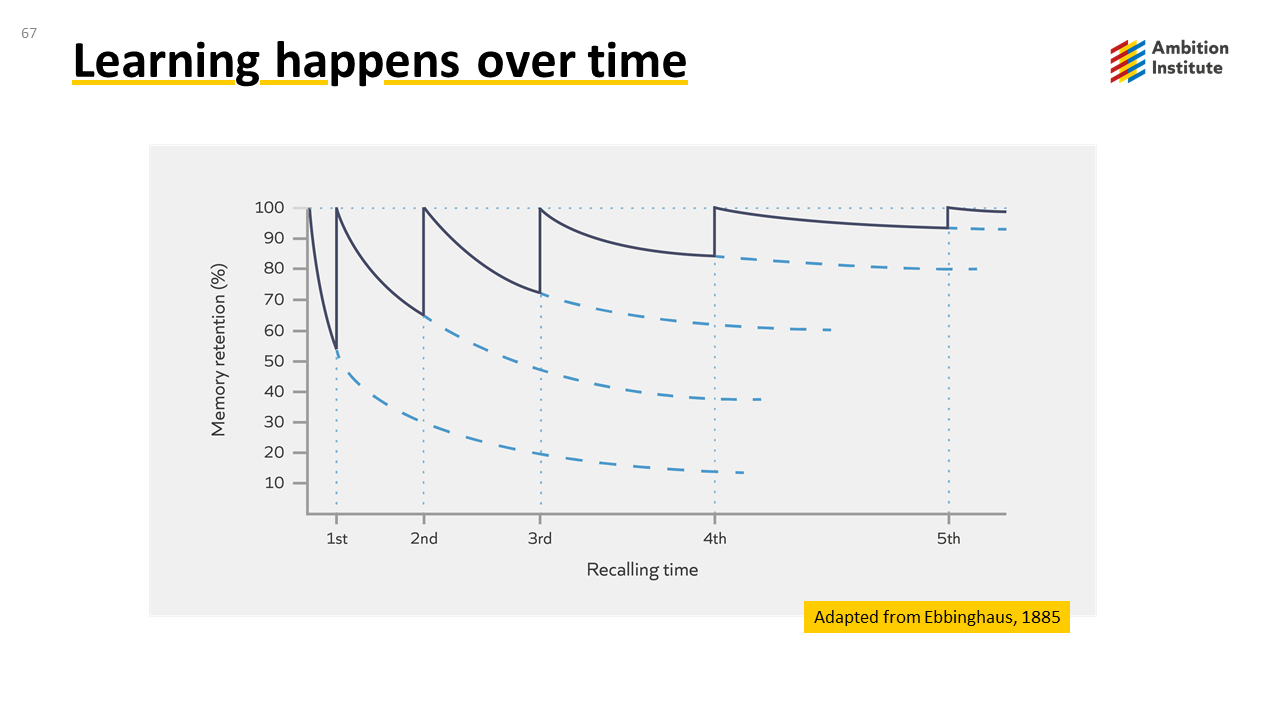 67
Learning happens over time
Ambition
Institute
100
90
80
70
60
50
40
30
20
10
Memory retention (%)
1st 2nd 3rd 4th 5th
Recalling time
Adapted from Ebbinghaus, 1885